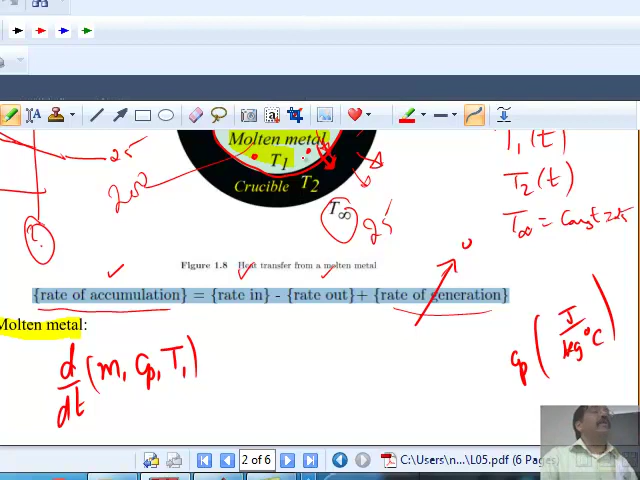 Molten metal
T1
Crucible T2
T∞
25
200
25
?
T1(t)
T2(t)
T∞ = Const = 25
Figure 1.8 Heat transfer from a molten metal
{rate of accumulation} = {rate in} - {rate out}+ {rate of generation}
0
Molten metal:
d/dt (m1 Cp1 T1)
Cp (J/kg°C)
2 of 6
C:\Users\n...\L05.pdf (6 Pages)